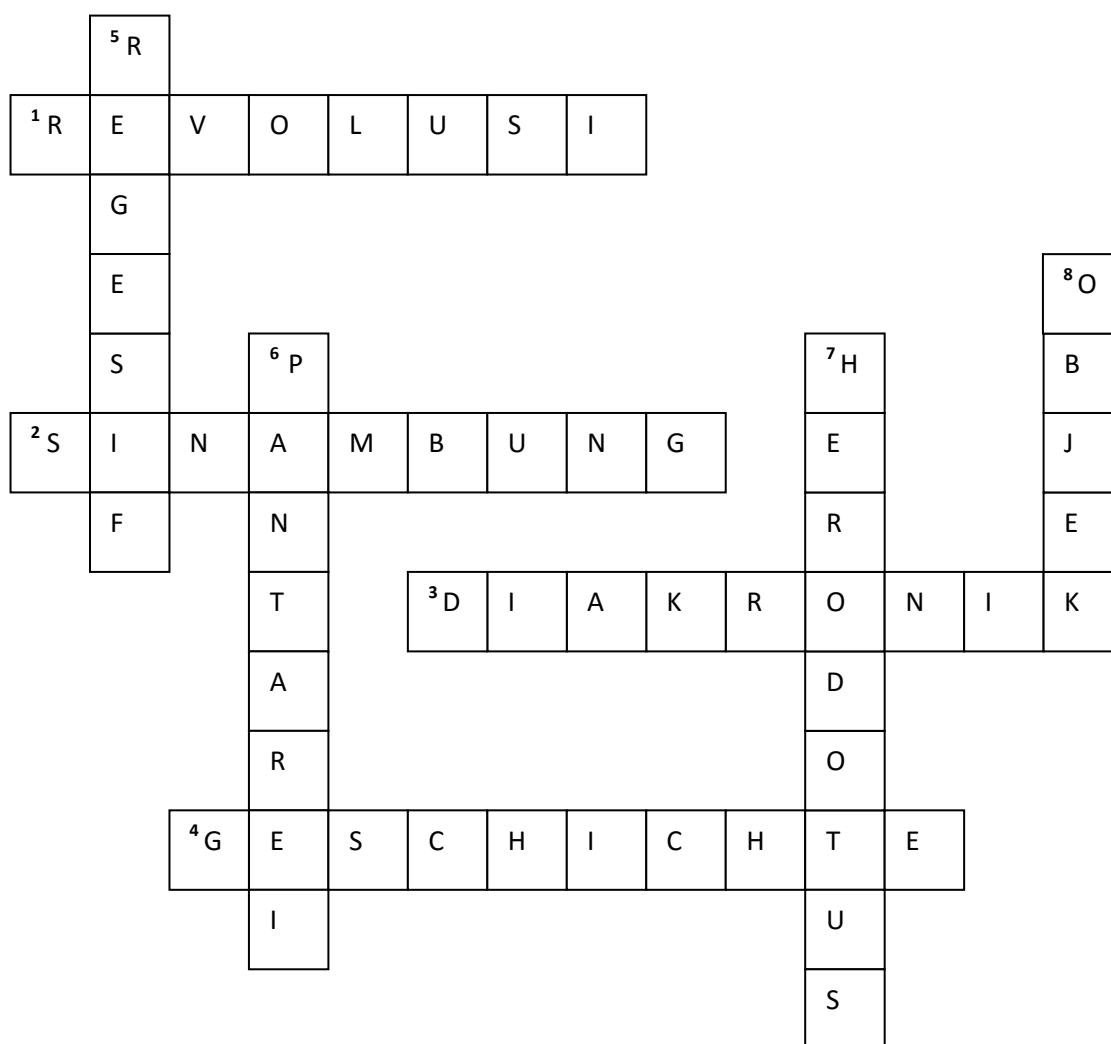 5 R
1 R E V O L U S I
G
E 8 O
S 6 P 7 H B
2 S I N A M B U N G E J
F N R E
T 3 D I A K R O N I K
A D
R O
4 G E S C H I C H T E
I U
S